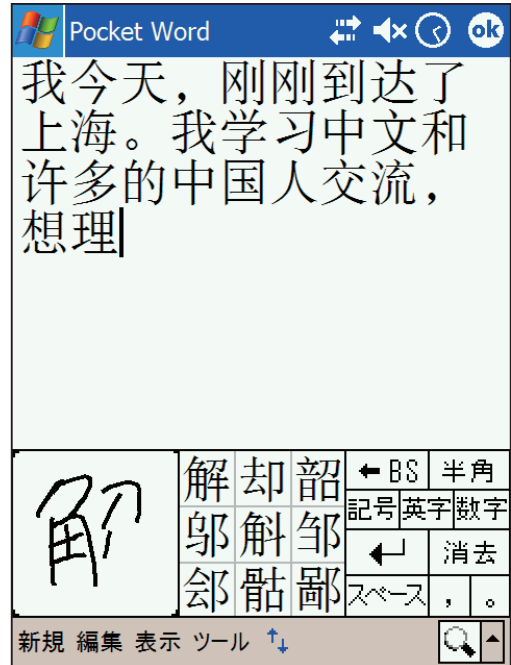 Pocket Word ok
我今天，刚刚到达了
上海。我学习中文和
许多的中国人交流，
想理
解 却 韶 ←BS 半角
邬 斛 邹 記号 英字 数字
郐 骷 鄙 消去
スペース ， 。
新規 編集 表示 ツール